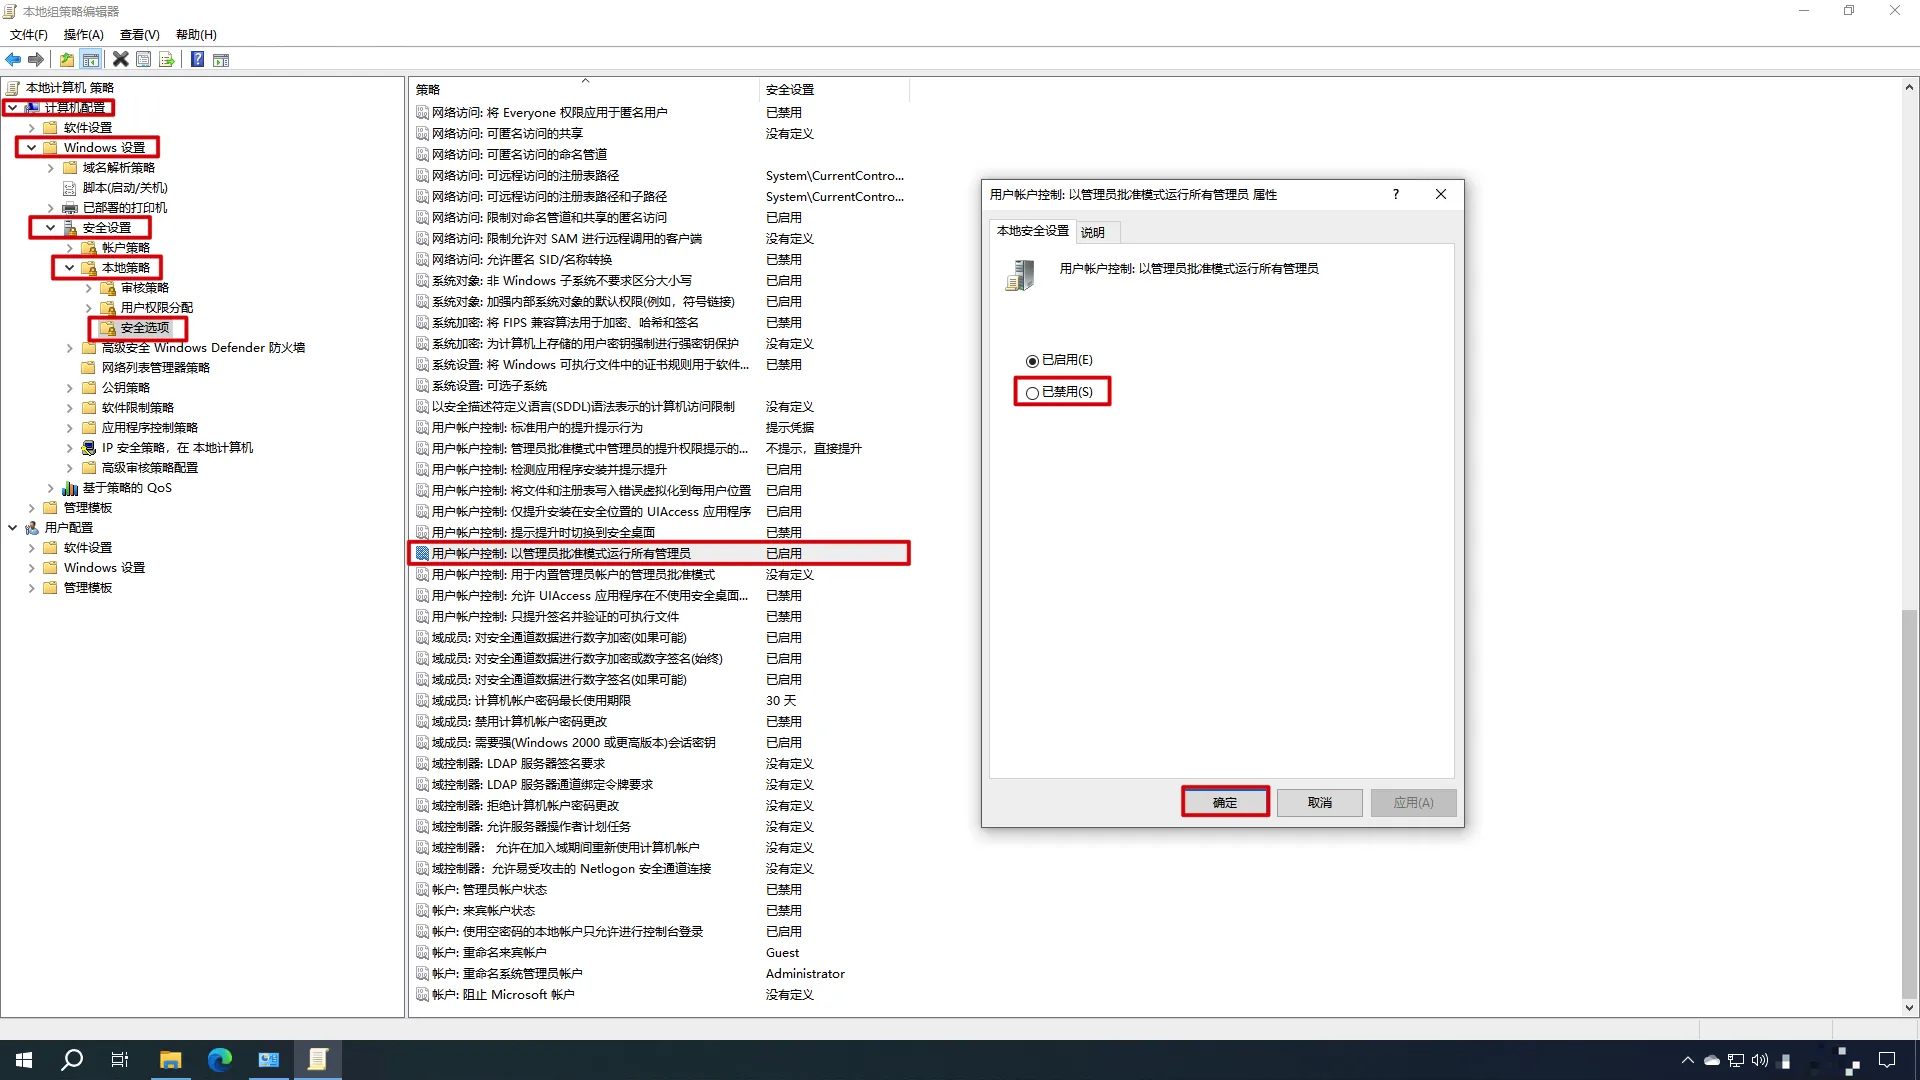 本地组策略编辑器
文件(F) 操作(A) 查看(V) 帮助(H)
本地计算机 策略
计算机配置
软件设置
Windows 设置
域名解析策略
脚本(启动/关机)
已部署的打印机
安全设置
帐户策略
本地策略
审核策略
用户权限分配
安全选项
高级安全 Windows Defender 防火墙
网络列表管理器策略
公钥策略
软件限制策略
应用程序控制策略
IP 安全策略，在 本地计算机
高级审核策略配置
基于策略的 QoS
管理模板
用户配置
软件设置
Windows 设置
管理模板
策略 安全设置
网络访问: 将 Everyone 权限应用于匿名用户 已禁用
网络访问: 可匿名访问的共享 没有定义
网络访问: 可匿名访问的命名管道
网络访问: 可远程访问的注册表路径 System\CurrentContro...
网络访问: 可远程访问的注册表路径和子路径 System\CurrentContro...
网络访问: 限制对命名管道和共享的匿名访问 已启用
网络访问: 限制允许对 SAM 进行远程调用的客户端 没有定义
网络访问: 允许匿名 SID/名称转换 已禁用
系统对象: 非 Windows 子系统不要求区分大小写 已启用
系统对象: 加强内部系统对象的默认权限(例如，符号链接) 已启用
系统加密: 将 FIPS 兼容算法用于加密、哈希和签名 已禁用
系统加密: 为计算机上存储的用户密钥强制进行强密钥保护 没有定义
系统设置: 将 Windows 可执行文件中的证书规则用于软件... 已禁用
系统设置: 可选子系统
以安全描述符定义语言(SDDL)语法表示的计算机访问限制 没有定义
用户帐户控制: 标准用户的提升提示行为 提示凭据
用户帐户控制: 管理员批准模式中管理员的提升权限提示的... 不提示，直接提升
用户帐户控制: 检测应用程序安装并提示提升 已启用
用户帐户控制: 将文件和注册表写入错误虚拟化到每用户位置 已启用
用户帐户控制: 仅提升安装在安全位置的 UIAccess 应用程序 已启用
用户帐户控制: 提示提升时切换到安全桌面 已禁用
用户帐户控制: 以管理员批准模式运行所有管理员 已启用
用户帐户控制: 用于内置管理员帐户的管理员批准模式 没有定义
用户帐户控制: 允许 UIAccess 应用程序在不使用安全桌面... 已禁用
用户帐户控制: 只提升签名并验证的可执行文件 已禁用
域成员: 对安全通道数据进行数字加密(如果可能) 已启用
域成员: 对安全通道数据进行数字加密或数字签名(始终) 已启用
域成员: 对安全通道数据进行数字签名(如果可能) 已启用
域成员: 计算机帐户密码最长使用期限 30 天
域成员: 禁用计算机帐户密码更改 已禁用
域成员: 需要强(Windows 2000 或更高版本)会话密钥 已启用
域控制器: LDAP 服务器签名要求 没有定义
域控制器: LDAP 服务器通道绑定令牌要求 没有定义
域控制器: 拒绝计算机帐户密码更改 没有定义
域控制器: 允许服务器操作者计划任务 没有定义
域控制器： 允许在加入域期间重新使用计算机帐户 没有定义
域控制器：允许易受攻击的 Netlogon 安全通道连接 没有定义
帐户: 管理员帐户状态 已禁用
帐户: 来宾帐户状态 已禁用
帐户: 使用空密码的本地帐户只允许进行控制台登录 已启用
帐户: 重命名来宾帐户 Guest
帐户: 重命名系统管理员帐户 Administrator
帐户: 阻止 Microsoft 帐户 没有定义
用户帐户控制: 以管理员批准模式运行所有管理员 属性 ?
本地安全设置 说明
用户帐户控制: 以管理员批准模式运行所有管理员
已启用(E)
已禁用(S)
确定 取消 应用(A)